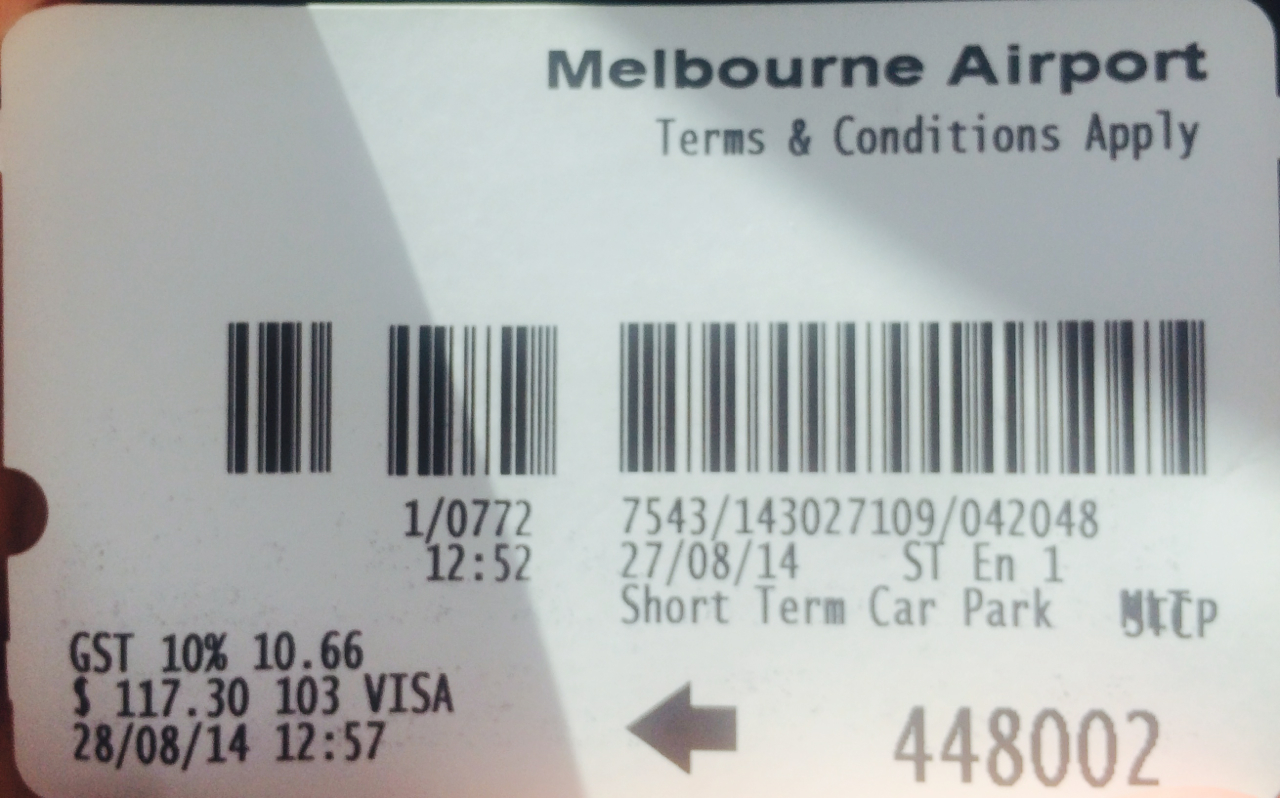 Melbourne Airport
Terms & Conditions Apply
1/0772 7543/143027109/042048
12:52 27/08/14 ST En 1
Short Term Car Park
GST 10% 10.66
$ 117.30 103 VISA
28/08/14 12:57
448002